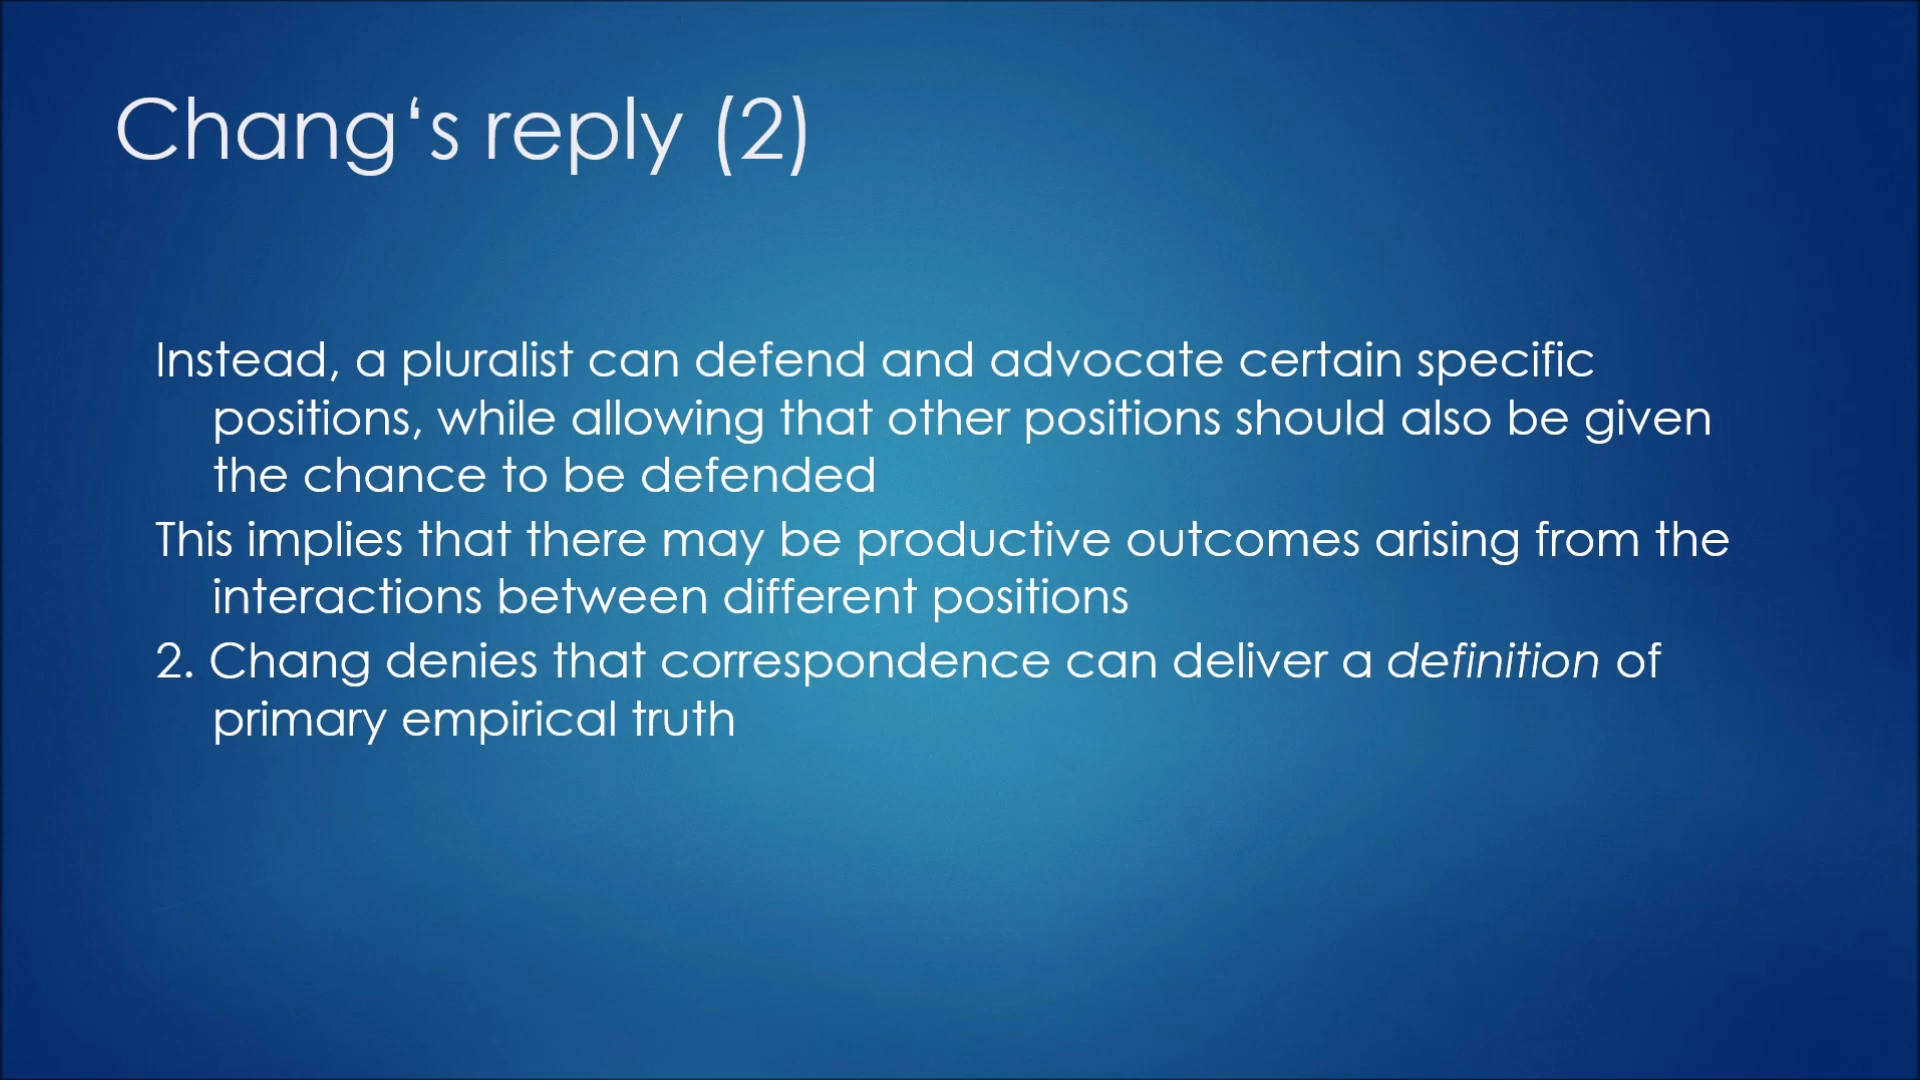 Chang‘s reply (2)
Instead, a pluralist can defend and advocate certain specific
positions, while allowing that other positions should also be given
the chance to be defended
This implies that there may be productive outcomes arising from the
interactions between different positions
2. Chang denies that correspondence can deliver a definition of
primary empirical truth